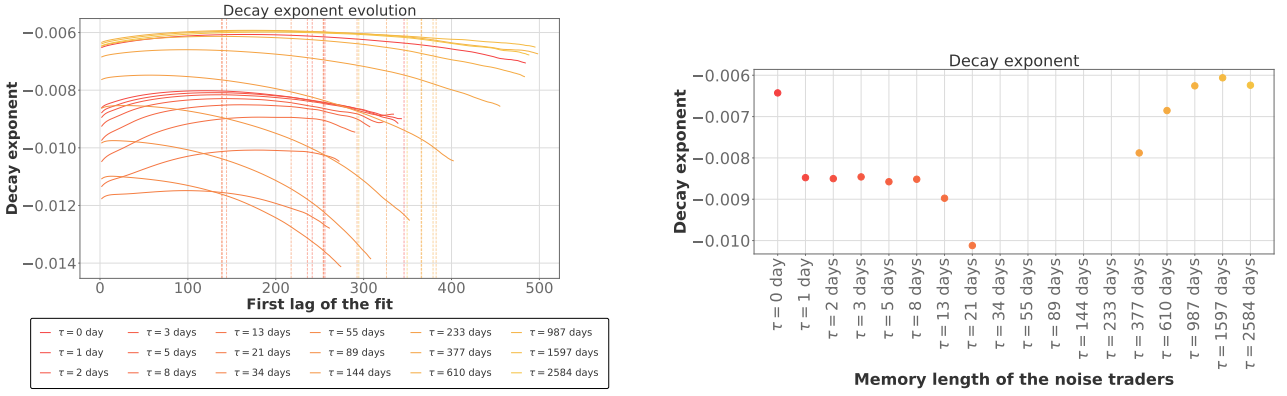 Decay exponent evolution
−0.006
−0.008
−0.010
−0.012
−0.014
Decay exponent
0 100 200 300 400 500
First lag of the fit
τ = 0 day τ = 3 days τ = 13 days τ = 55 days τ = 233 days τ = 987 days
τ = 1 day τ = 5 days τ = 21 days τ = 89 days τ = 377 days τ = 1597 days
τ = 2 days τ = 8 days τ = 34 days τ = 144 days τ = 610 days τ = 2584 days
Decay exponent
−0.006
−0.007
−0.008
−0.009
−0.010
Decay exponent
τ = 0 day
τ = 1 day
τ = 2 days
τ = 3 days
τ = 5 days
τ = 8 days
τ = 13 days
τ = 21 days
τ = 34 days
τ = 55 days
τ = 89 days
τ = 144 days
τ = 233 days
τ = 377 days
τ = 610 days
τ = 987 days
τ = 1597 days
τ = 2584 days
Memory length of the noise traders